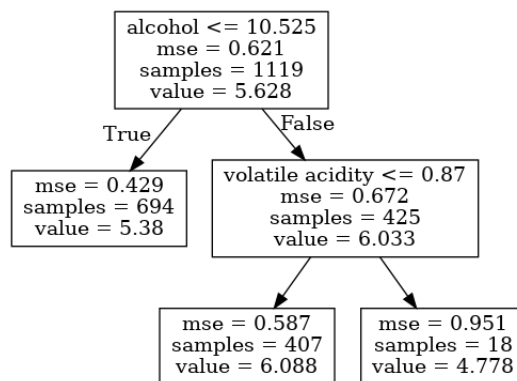 alcohol <= 10.525
mse = 0.621
samples = 1119
value = 5.628
True
False
mse = 0.429
samples = 694
value = 5.38
volatile acidity <= 0.87
mse = 0.672
samples = 425
value = 6.033
mse = 0.587
samples = 407
value = 6.088
mse = 0.951
samples = 18
value = 4.778